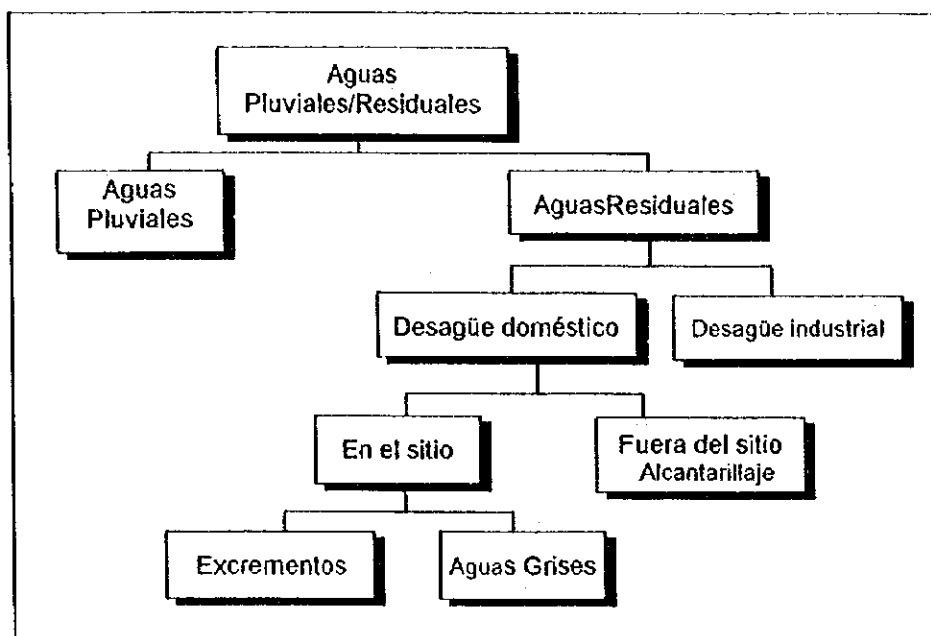 Aguas
Pluviales/Residuales
Aguas
Pluviales
AguasResiduales
Desagüe doméstico
Desagüe industrial
En el sitio
Fuera del sitio
Alcantarillaje
Excrementos
Aguas Grises